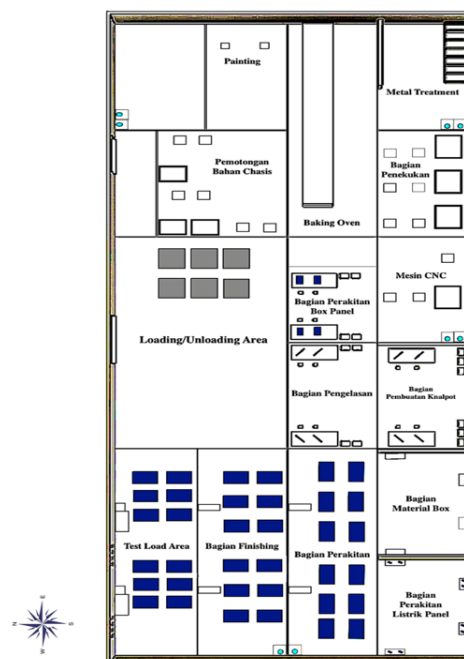 Painting
Metal Treatment
Pemotongan
Bahan Chasis
Bagian
Penekukan
Baking Oven
Mesin CNC
Bagian Perakitan
Box Panel
Loading/Unloading Area
Bagian Pengelasan
Bagian
Pembuatan Knalpot
Bagian
Material Box
Test Load Area
Bagian Finishing
Bagian Perakitan
Bagian
Perakitan
Listrik Panel
E
N
S
W